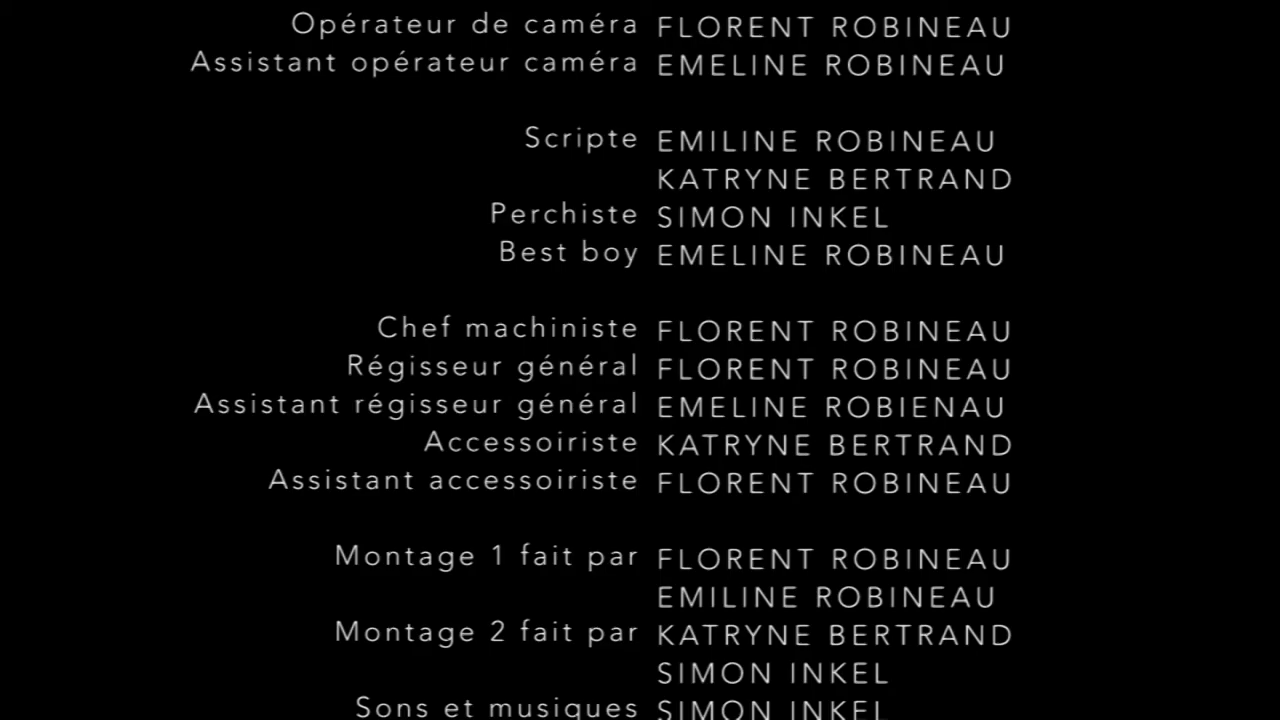 Opérateur de caméra FLORENT ROBINEAU
Assistant opérateur caméra EMELINE ROBINEAU
Scripte EMILINE ROBINEAU
KATRYNE BERTRAND
Perchiste SIMON INKEL
Best boy EMELINE ROBINEAU
Chef machiniste FLORENT ROBINEAU
Régisseur général FLORENT ROBINEAU
Assistant régisseur général EMELINE ROBIENAU
Accessoiriste KATRYNE BERTRAND
Assistant accessoiriste FLORENT ROBINEAU
Montage 1 fait par FLORENT ROBINEAU
EMILINE ROBINEAU
Montage 2 fait par KATRYNE BERTRAND
SIMON INKEL
Sons et musiques SIMON INKEL